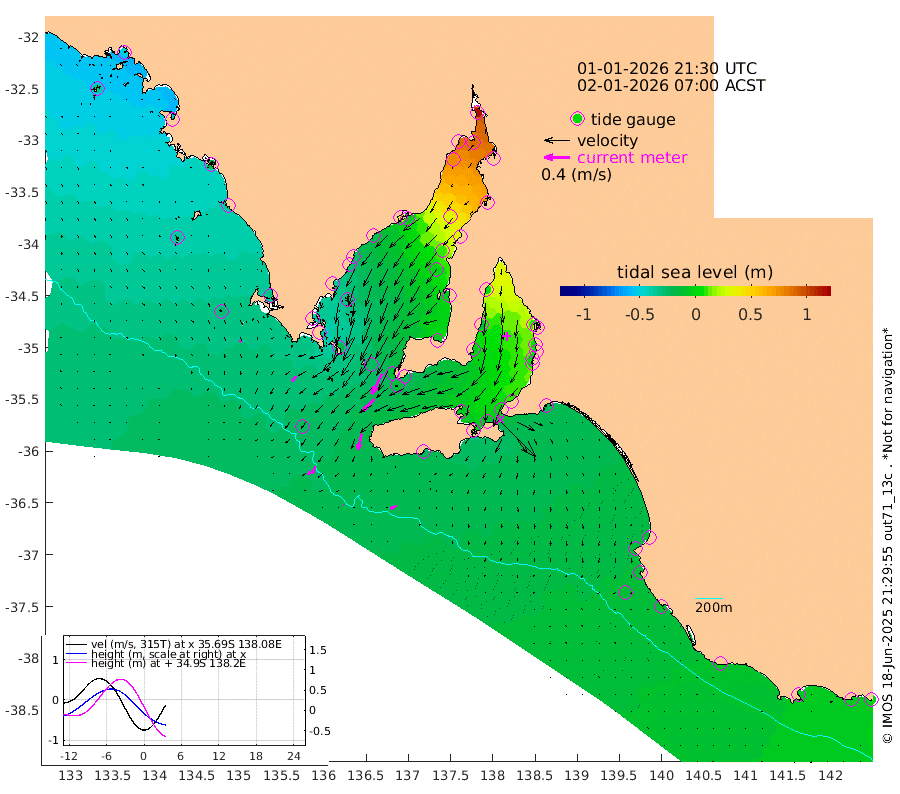 01-01-2026 21:30 UTC
02-01-2026 07:00 ACST
tide gauge
velocity
current meter
0.4 (m/s)
tidal sea level (m)
-1 -0.5 0 0.5 1
-32
-32.5
-33
-33.5
-34
-34.5
-35
-35.5
-36
-36.5
-37
-37.5
-38
-38.5
200m
vel (m/s, 315T) at x 35.69S 138.08E
height (m, scale at right) at x
height (m) at + 34.9S 138.2E
1
0
-1
1.5
1
0.5
0
-0.5
-12 -6 0 6 12 18 24
133 133.5 134 134.5 135 135.5 136 136.5 137 137.5 138 138.5 139 139.5 140 140.5 141 141.5 142
© IMOS 18-Jun-2025 21:29:55 out71_13c . *Not for navigation*